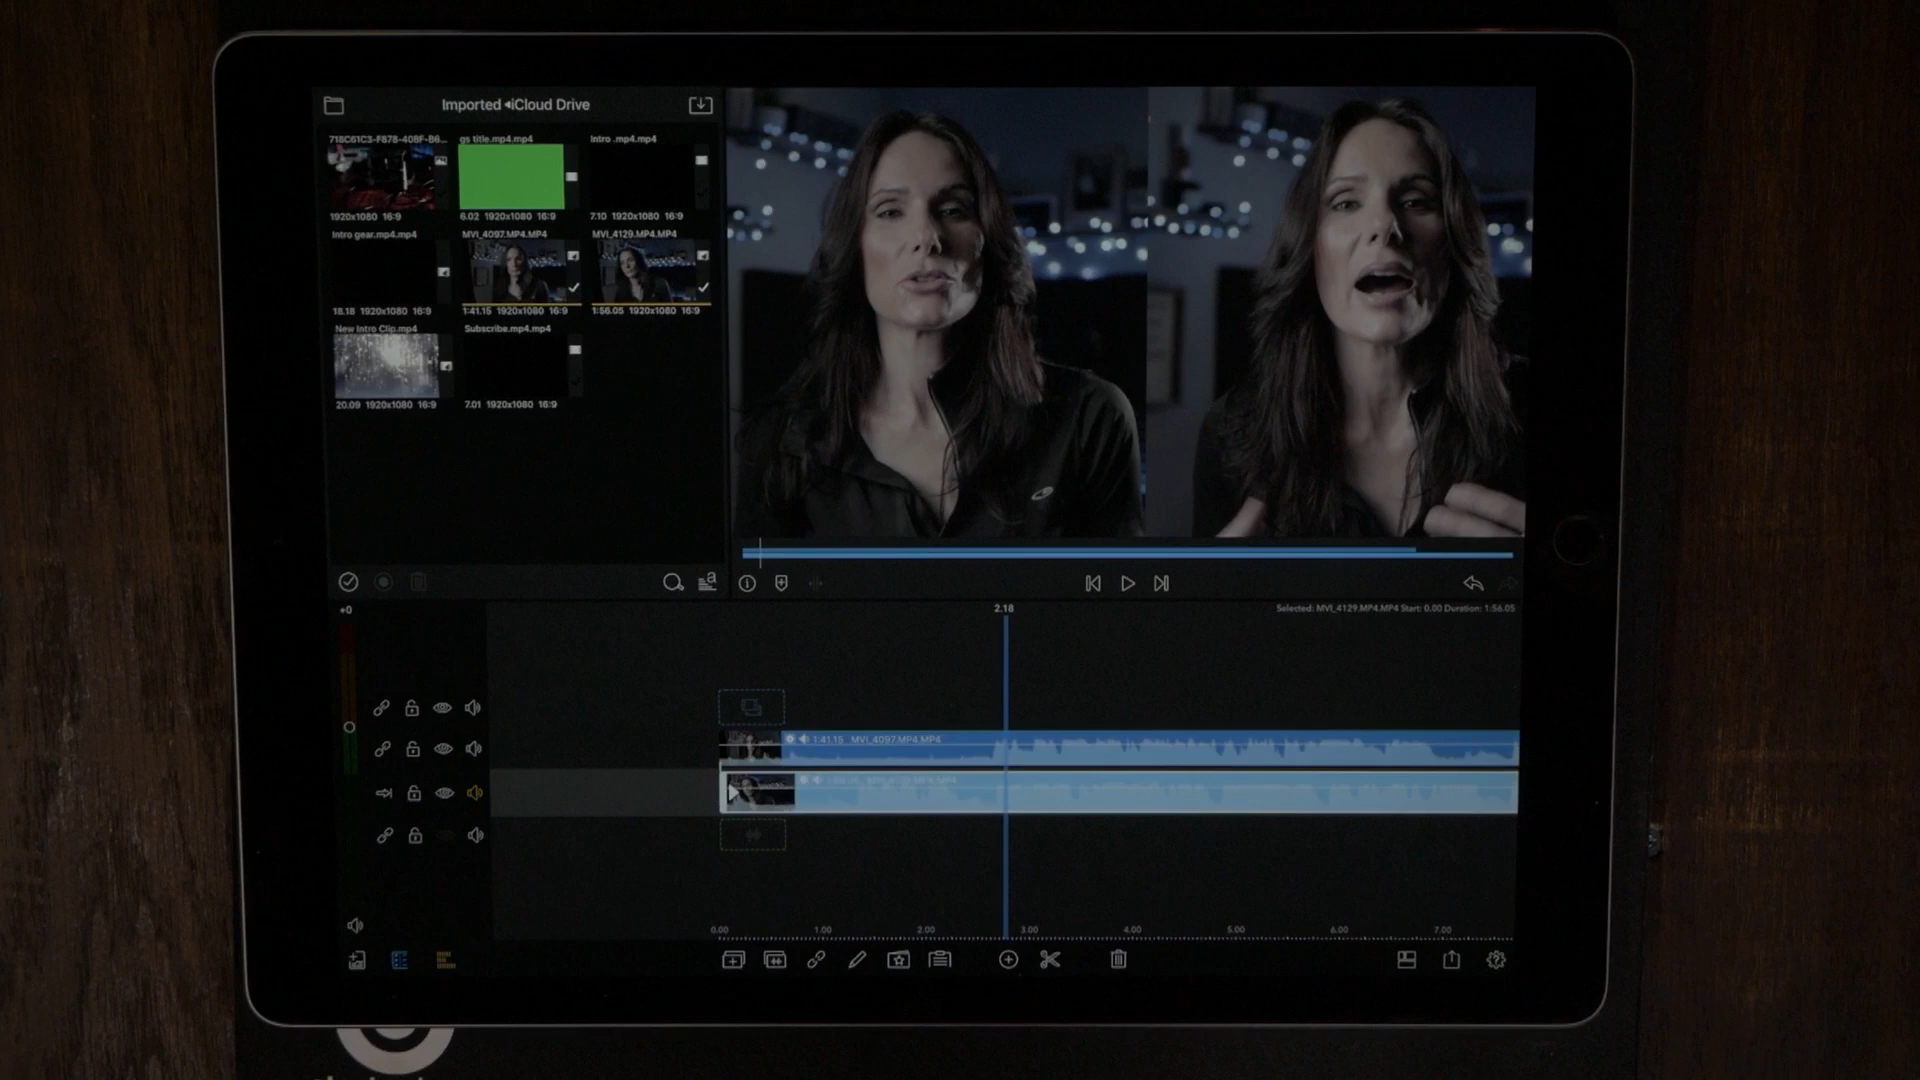 Imported ◂iCloud Drive
718C61C3-F878-408F-B6... gs title.mp4.mp4 Intro .mp4.mp4
1920x1080 16:9 6.02 1920x1080 16:9 7.10 1920x1080 16:9
Intro gear.mp4.mp4 MVI_4097.MP4.MP4 MVI_4129.MP4.MP4
18.18 1920x1080 16:9 1:41.15 1920x1080 16:9 1:56.05 1920x1080 16:9
New Intro Clip.mp4 Subscribe.mp4.mp4
20.09 1920x1080 16:9 7.01 1920x1080 16:9
+0
2.18
Selected: MVI_4129.MP4.MP4 Start: 0.00 Duration: 1:56.05
1:41.15 MVI_4097.MP4.MP4
0.00 1.00 2.00 3.00 4.00 5.00 6.00 7.00